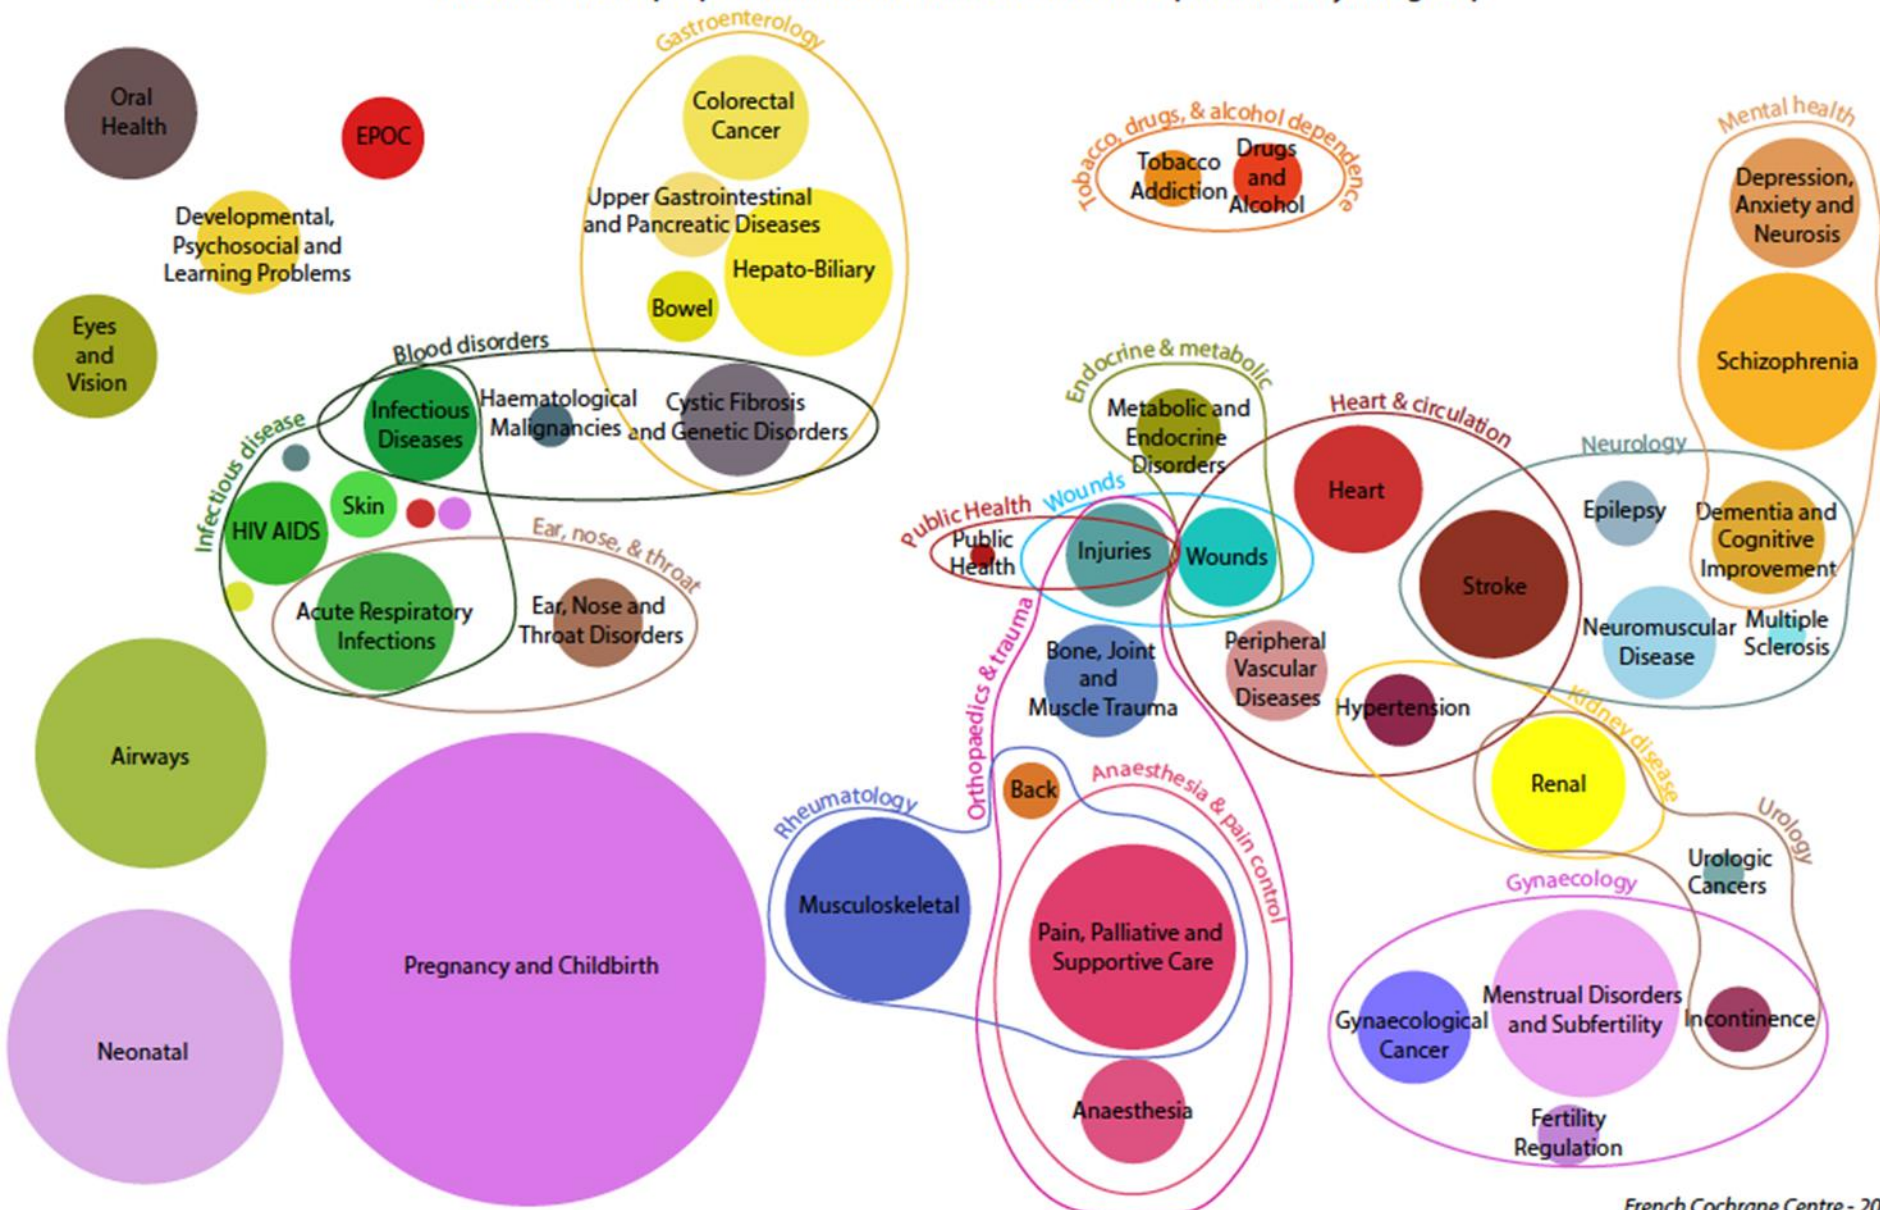 Gastroenterology
Oral
Health
EPOC
Colorectal
Cancer
Developmental,
Psychosocial and
Learning Problems
Upper Gastrointestinal
and Pancreatic Diseases
Hepato-Biliary
Bowel
Eyes
and
Vision
Tobacco, drugs, & alcohol dependence
Tobacco
Addiction
Drugs
and
Alcohol
Mental health
Depression,
Anxiety and
Neurosis
Schizophrenia
Blood disorders
Infectious
Diseases
Haematological
Malignancies
Cystic Fibrosis
and Genetic Disorders
Infectious disease
HIV AIDS
Skin
Ear, nose, & throat
Acute Respiratory
Infections
Ear, Nose and
Throat Disorders
Endocrine & metabolic
Metabolic and
Endocrine
Disorders
Heart & circulation
Heart
Neurology
Epilepsy
Dementia and
Cognitive
Improvement
Stroke
Neuromuscular
Disease
Multiple
Sclerosis
Public Health
Public
Health
Wounds
Injuries
Wounds
Orthopaedics & trauma
Bone, Joint
and
Muscle Trauma
Peripheral
Vascular
Diseases
Hypertension
Kidney disease
Renal
Urology
Urologic
Cancers
Airways
Neonatal
Pregnancy and Childbirth
Rheumatology
Musculoskeletal
Back
Anaesthesia & pain control
Pain, Palliative and
Supportive Care
Anaesthesia
Gynaecology
Gynaecological
Cancer
Menstrual Disorders
and Subfertility
Incontinence
Fertility
Regulation
French Cochrane Centre - 20